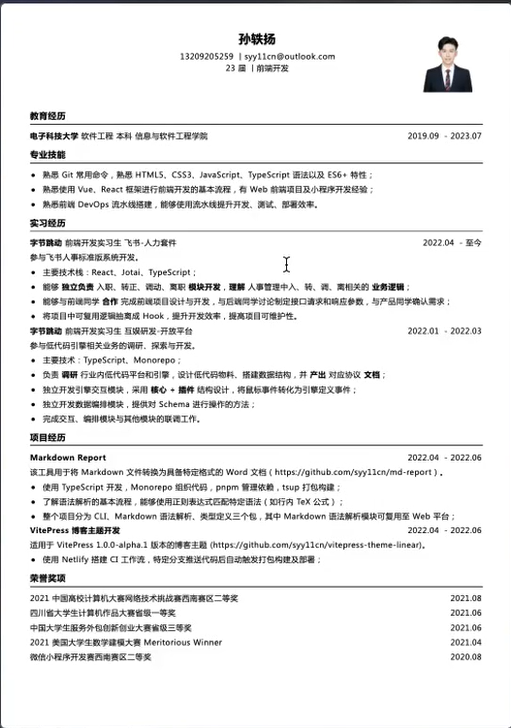 孙轶扬
13209205259 | syy11cn@outlook.com
23 届 | 前端开发
教育经历
电子科技大学 软件工程 本科 信息与软件工程学院 2019.09 - 2023.07
专业技能
• 熟悉 Git 常用命令，熟悉 HTML5、CSS3、JavaScript、TypeScript 语法以及 ES6+ 特性；
• 熟悉使用 Vue、React 框架进行前端开发的基本流程，有 Web 前端项目及小程序开发经验；
• 熟悉前端 DevOps 流水线搭建，能够使用流水线提升开发、测试、部署效率。
实习经历
字节跳动 前端开发实习生 飞书-人力套件 2022.04 - 至今
参与飞书人事标准版系统开发。
• 主要技术栈：React、Jotai、TypeScript；
• 能够 独立负责 入职、转正、调动、离职 模块开发，理解 人事管理中入、转、调、离相关的 业务逻辑；
• 能够与前端同学 合作 完成前端项目设计与开发，与后端同学讨论制定接口请求和响应参数，与产品同学确认需求；
• 将项目中可复用逻辑抽离成 Hook，提升开发效率，提高项目可维护性。
字节跳动 前端开发实习生 互娱研发-开放平台 2022.01 - 2022.03
参与低代码引擎相关业务的调研、探索与开发。
• 主要技术：TypeScript、Monorepo；
• 负责 调研 行业内低代码平台和引擎，设计低代码物料、搭建数据结构，并 产出 对应协议 文档；
• 独立开发引擎交互模块，采用 核心 + 插件 结构设计，将鼠标事件转化为引擎定义事件；
• 独立开发数据编排模块，提供对 Schema 进行操作的方法；
• 完成交互、编排模块与其他模块的联调工作。
项目经历
Markdown Report 2022.04 - 2022.06
该工具用于将 Markdown 文件转换为具备特定格式的 Word 文档（https://github.com/syy11cn/md-report）。
• 使用 TypeScript 开发，Monorepo 组织代码，pnpm 管理依赖，tsup 打包构建；
• 了解语法解析的基本流程，能够使用正则表达式匹配特定语法（如行内 TeX 公式）；
• 整个项目分为 CLI、Markdown 语法解析、类型定义三个包，其中 Markdown 语法解析模块可复用至 Web 平台；
VitePress 博客主题开发 2022.04 - 2022.06
适用于 VitePress 1.0.0-alpha.1 版本的博客主题 (https://github.com/syy11cn/vitepress-theme-linear)。
• 使用 Netlify 搭建 CI 工作流，特定分支推送代码后自动触发打包构建及部署；
荣誉奖项
2021 中国高校计算机大赛网络技术挑战赛西南赛区二等奖 2021.08
四川省大学生计算机作品大赛省级一等奖 2021.06
中国大学生服务外包创新创业大赛省级三等奖 2021.06
2021 美国大学生数学建模大赛 Meritorious Winner 2021.04
微信小程序开发赛西南赛区二等奖 2020.08